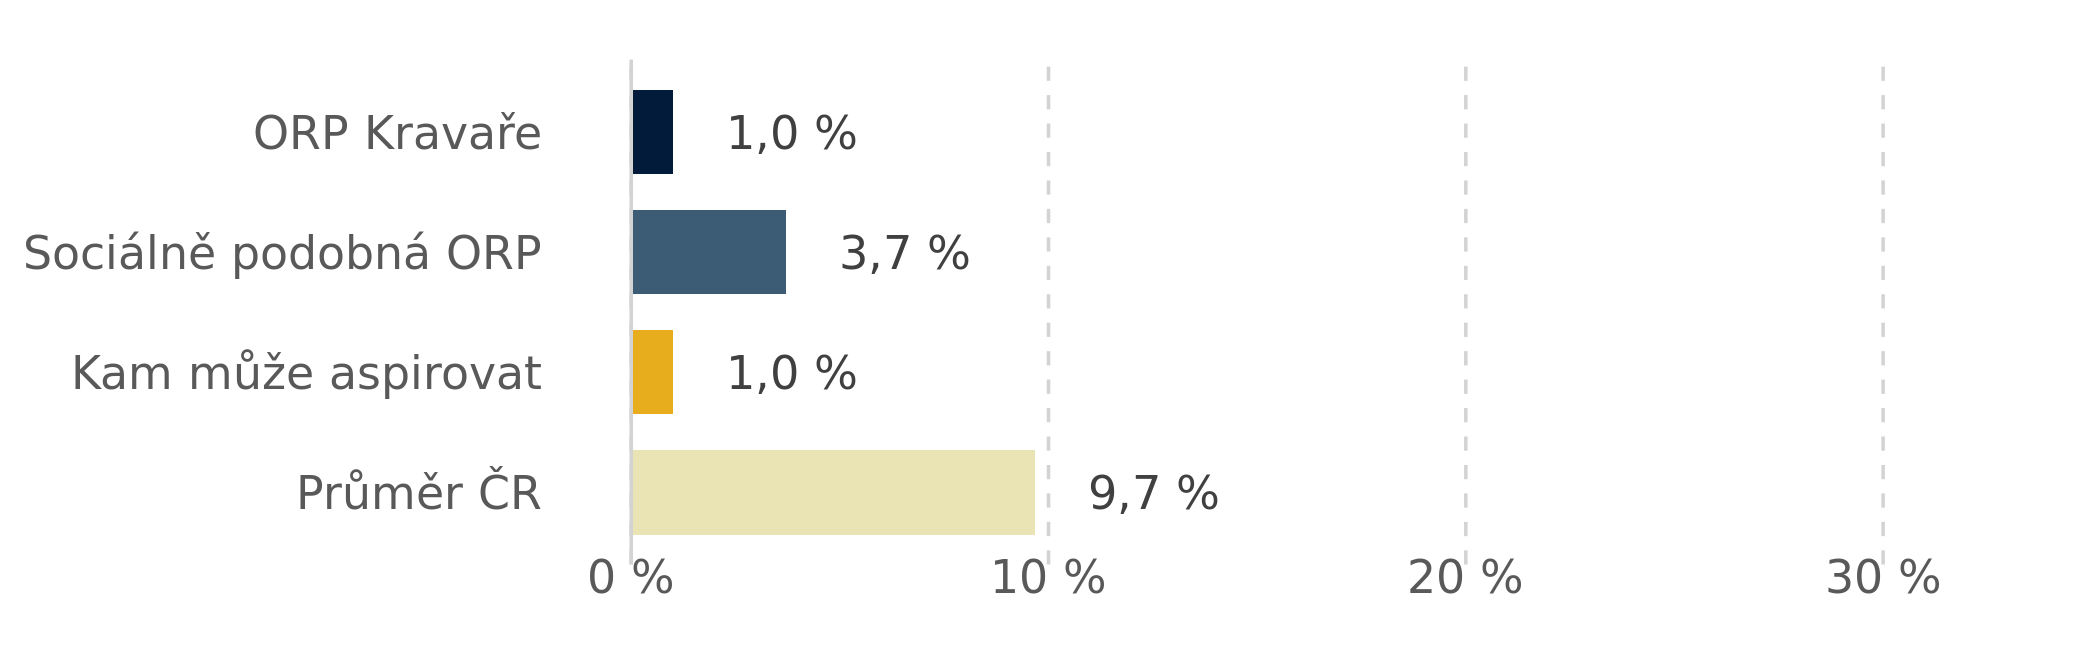 ORP Kravaře 1,0 %
Sociálně podobná ORP 3,7 %
Kam může aspirovat 1,0 %
Průměr ČR 9,7 %
0 % 10 % 20 % 30 %